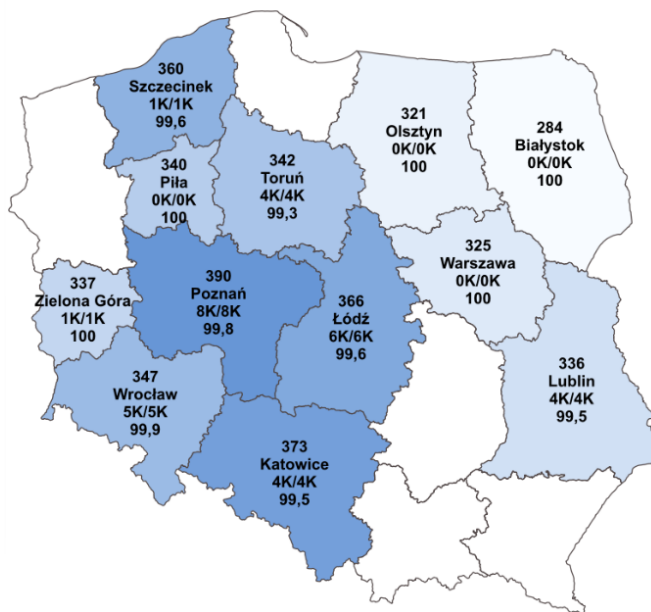 360
Szczecinek
1K/1K
99,6
321
Olsztyn
0K/0K
100
284
Białystok
0K/0K
100
340
Piła
0K/0K
100
342
Toruń
4K/4K
99,3
325
Warszawa
0K/0K
100
337
Zielona Góra
1K/1K
100
390
Poznań
8K/8K
99,8
366
Łódź
6K/6K
99,6
336
Lublin
4K/4K
99,5
347
Wrocław
5K/5K
99,9
373
Katowice
4K/4K
99,5